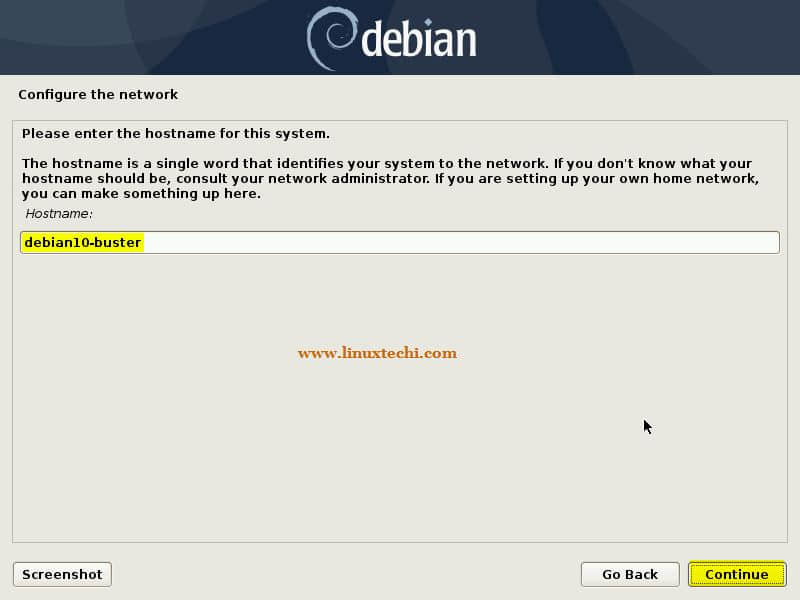 debian
Configure the network
Please enter the hostname for this system.
The hostname is a single word that identifies your system to the network. If you don't know what your
hostname should be, consult your network administrator. If you are setting up your own home network,
you can make something up here.
Hostname:
debian10-buster
www.linuxtechi.com
Screenshot
Go Back
Continue